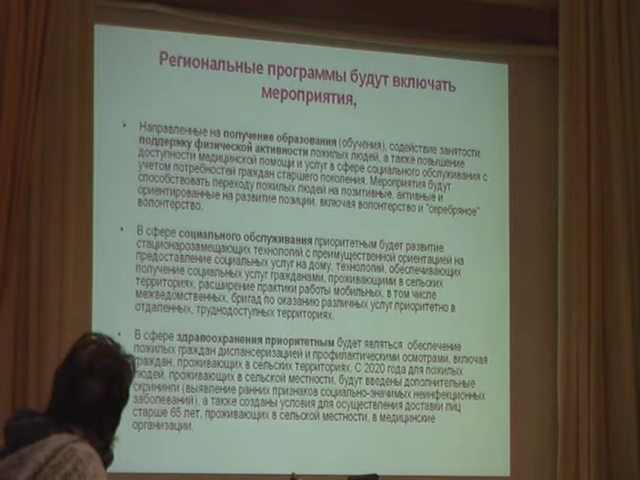 Региональные программы будут включать
мероприятия,
• Направленные на получение образования (обучения), содействие занятости,
поддержку физической активности пожилых людей, а также повышение
доступности медицинской помощи и услуг в сфере социального обслуживания с
учетом потребностей граждан старшего поколения. Мероприятия будут
способствовать переходу пожилых людей на позитивные, активные и
ориентированные на развитие позиции, включая волонтерство и "серебряное"
волонтерство.
• В сфере социального обслуживания приоритетным будет развитие
стационарозамещающих технологий с преимущественной ориентацией на
предоставление социальных услуг на дому, технологий, обеспечивающих
получение социальных услуг гражданами, проживающими в сельских
территориях, расширение практики работы мобильных, в том числе
межведомственных, бригад по оказанию различных услуг приоритетно в
отдаленных, труднодоступных территориях.
• В сфере здравоохранения приоритетным будет являться обеспечение
пожилых граждан диспансеризацией и профилактическими осмотрами, включая
граждан, проживающих в сельских территориях. С 2020 года для пожилых
людей, проживающих в сельской местности, будут введены дополнительные
скрининги (выявление ранних признаков социально-значимых неинфекционных
заболеваний), а также созданы условия для осуществления доставки лиц
старше 65 лет, проживающих в сельской местности, в медицинские
организации.